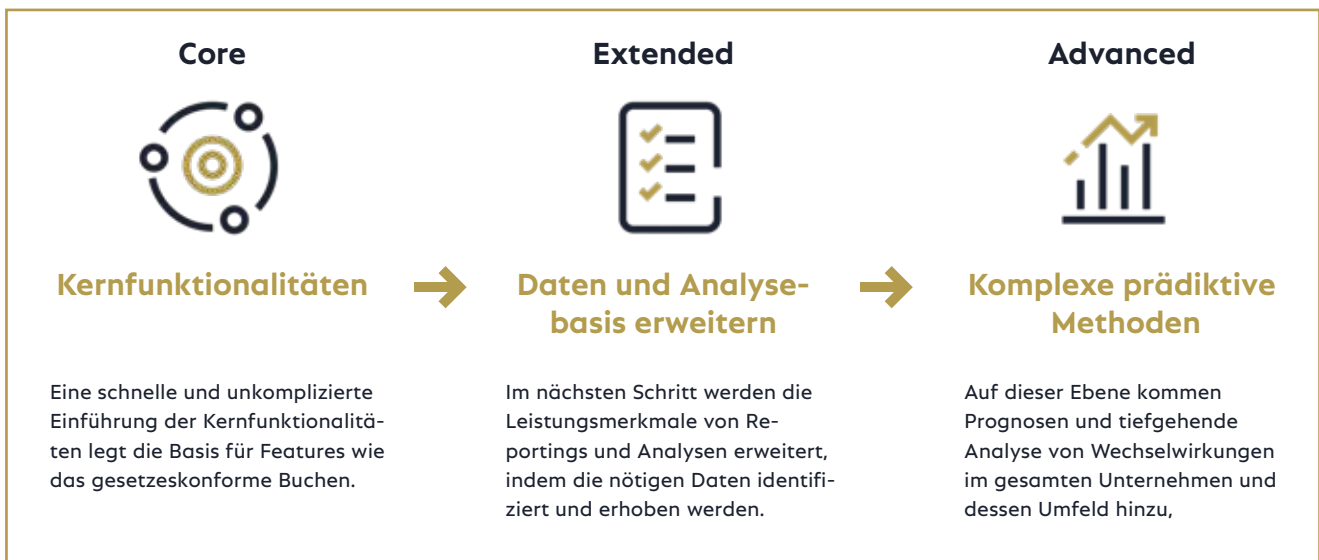 Core
Kernfunktionalitäten
Eine schnelle und unkomplizierte
Einführung der Kernfunktionalitä-
ten legt die Basis für Features wie
das gesetzeskonforme Buchen.
Extended
Daten und Analyse-
basis erweitern
Im nächsten Schritt werden die
Leistungsmerkmale von Re-
portings und Analysen erweitert,
indem die nötigen Daten identifi-
ziert und erhoben werden.
Advanced
Komplexe prädiktive
Methoden
Auf dieser Ebene kommen
Prognosen und tiefgehende
Analyse von Wechselwirkungen
im gesamten Unternehmen und
dessen Umfeld hinzu,